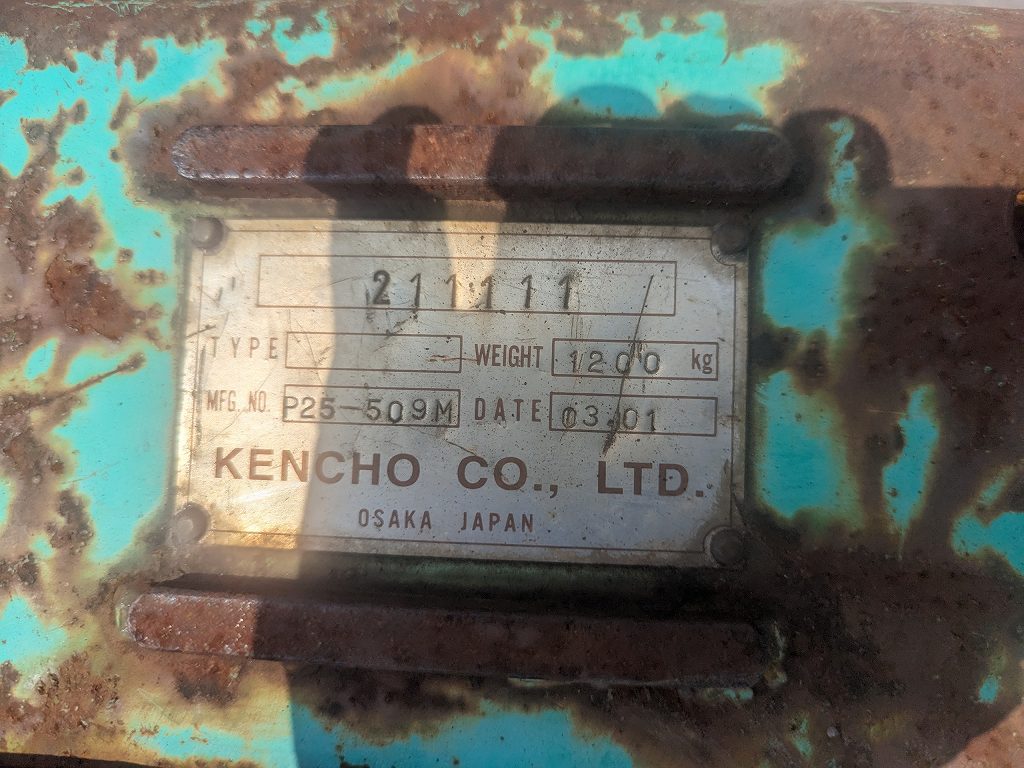 211111
TYPE WEIGHT 1200 kg
MFG. NO. P25-509M DATE 03.01
KENCHO CO., LTD.
OSAKA JAPAN